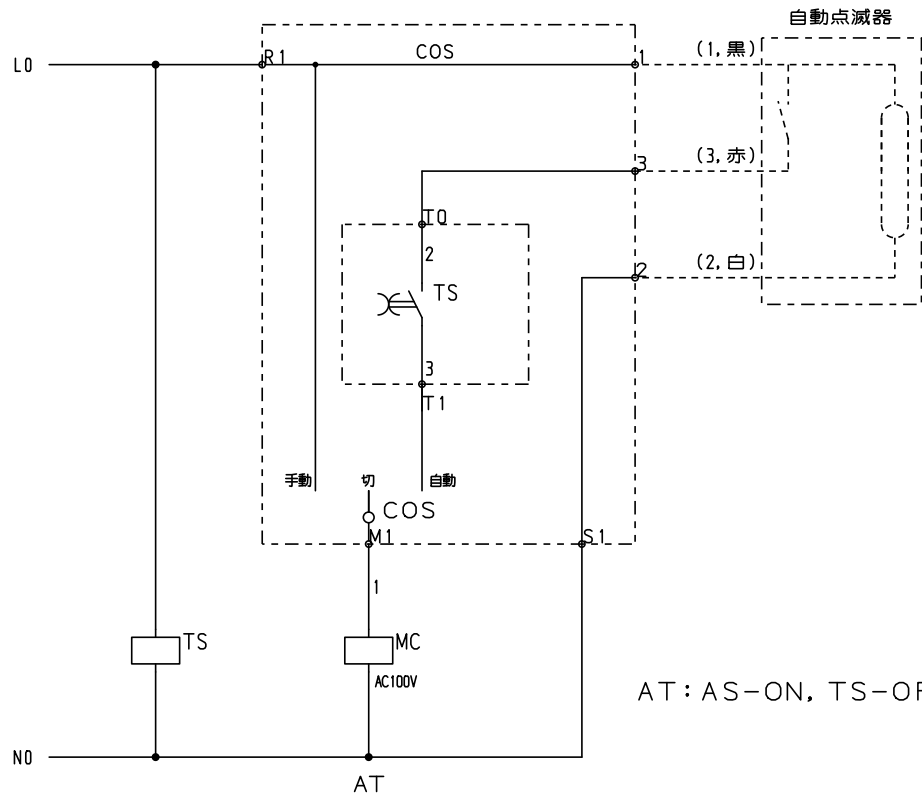 自動点滅器
L0
R1
COS
1
(1,黒)
3
(3,赤)
T0
2
TS
2
(2,白)
3
T1
手動
切
自動
COS
M1
S1
1
TS
MC
AC100V
AT:AS-ON, TS-OF
N0
AT